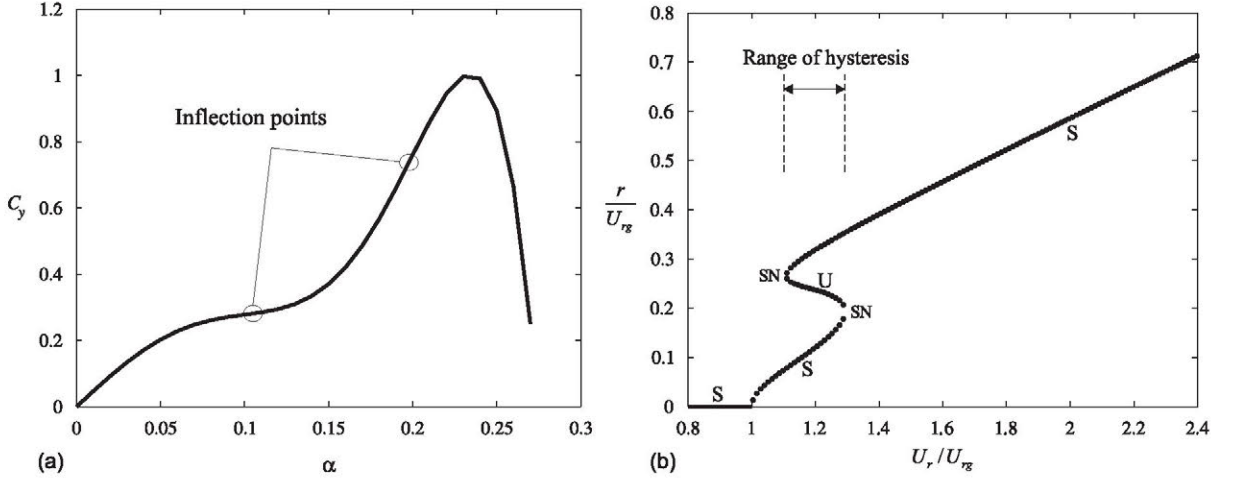 1.2
1
0.8
0.6
0.4
0.2
0
C_y
Inflection points
0 0.05 0.1 0.15 0.2 0.25 0.3
(a)
α
0.8
0.7
0.6
0.5
0.4
0.3
0.2
0.1
0
r
U_rg
Range of hysteresis
S
SN
U
SN
S
S
0.8 1 1.2 1.4 1.6 1.8 2 2.2 2.4
(b)
U_r / U_rg